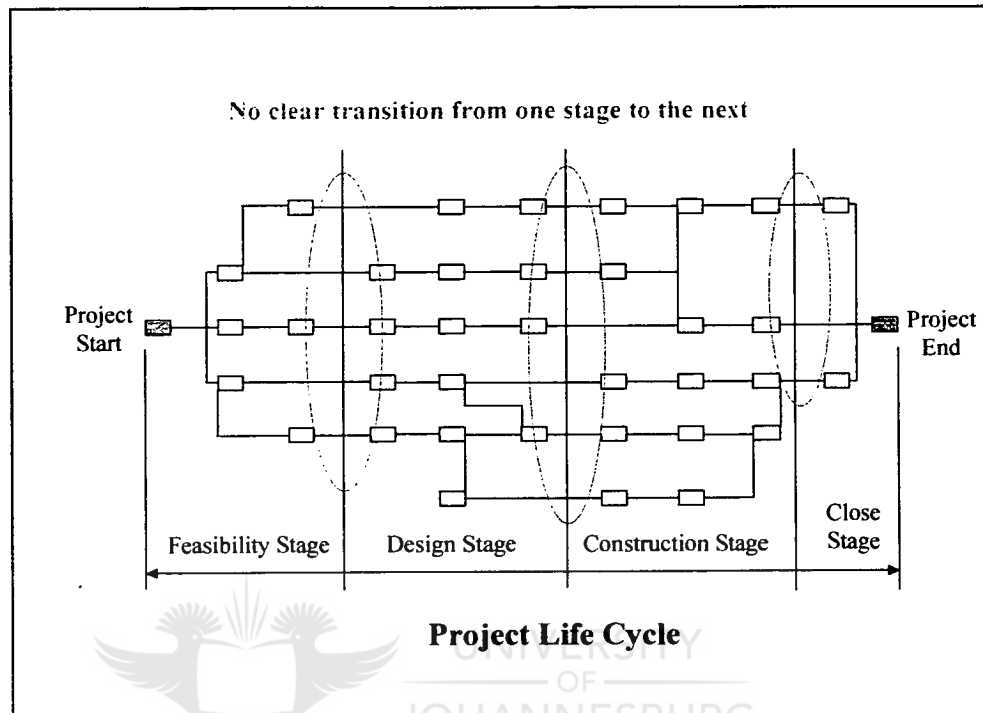 No clear transition from one stage to the next
Project
Start
Project
End
Feasibility Stage
Design Stage
Construction Stage
Close
Stage
Project Life Cycle
UNIVERSITY
OF
JOHANNESBURG